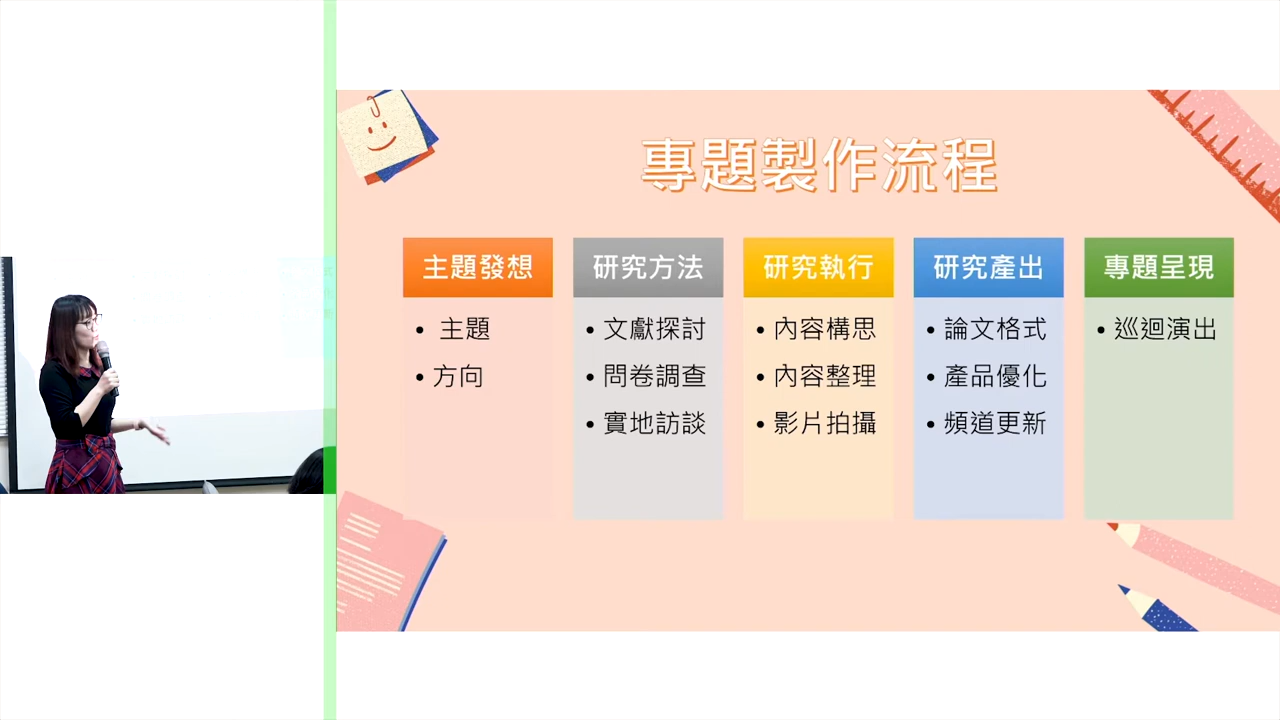 專題製作流程
主題發想
• 主題
• 方向
研究方法
• 文獻探討
• 問卷調查
• 實地訪談
研究執行
• 內容構思
• 內容整理
• 影片拍攝
研究產出
• 論文格式
• 產品優化
• 頻道更新
專題呈現
• 巡迴演出